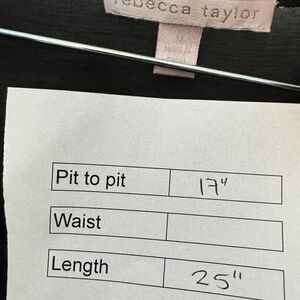 rebecca taylor
Pit to pit 17"
Waist
Length 25"